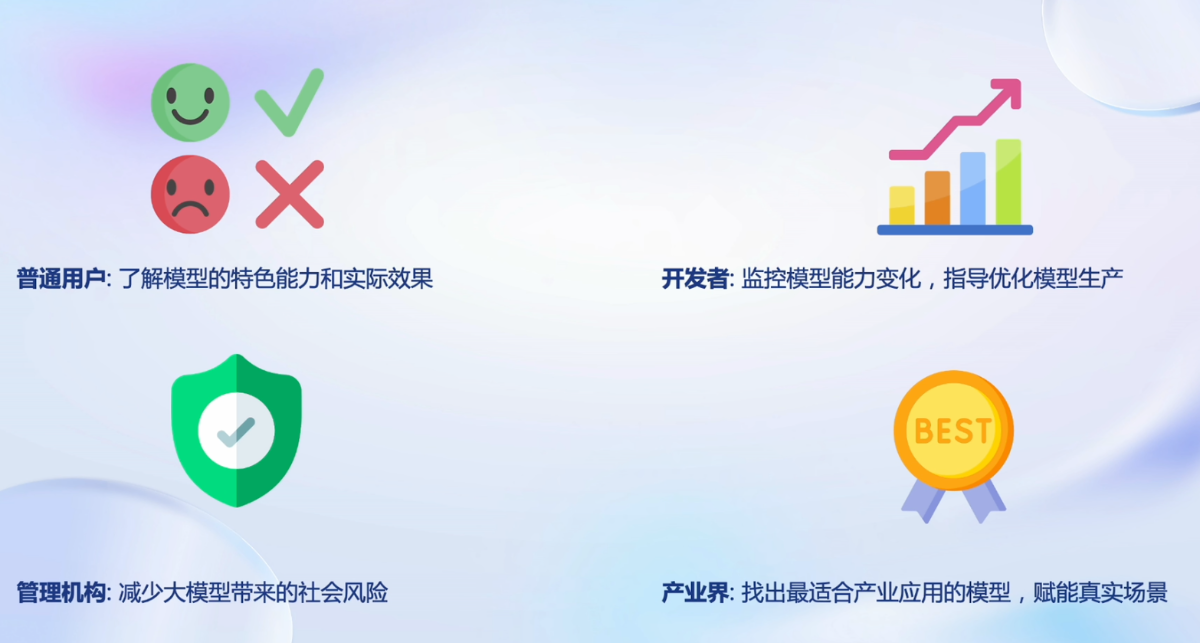 普通用户: 了解模型的特色能力和实际效果
开发者: 监控模型能力变化，指导优化模型生产
BEST
管理机构: 减少大模型带来的社会风险
产业界: 找出最适合产业应用的模型，赋能真实场景